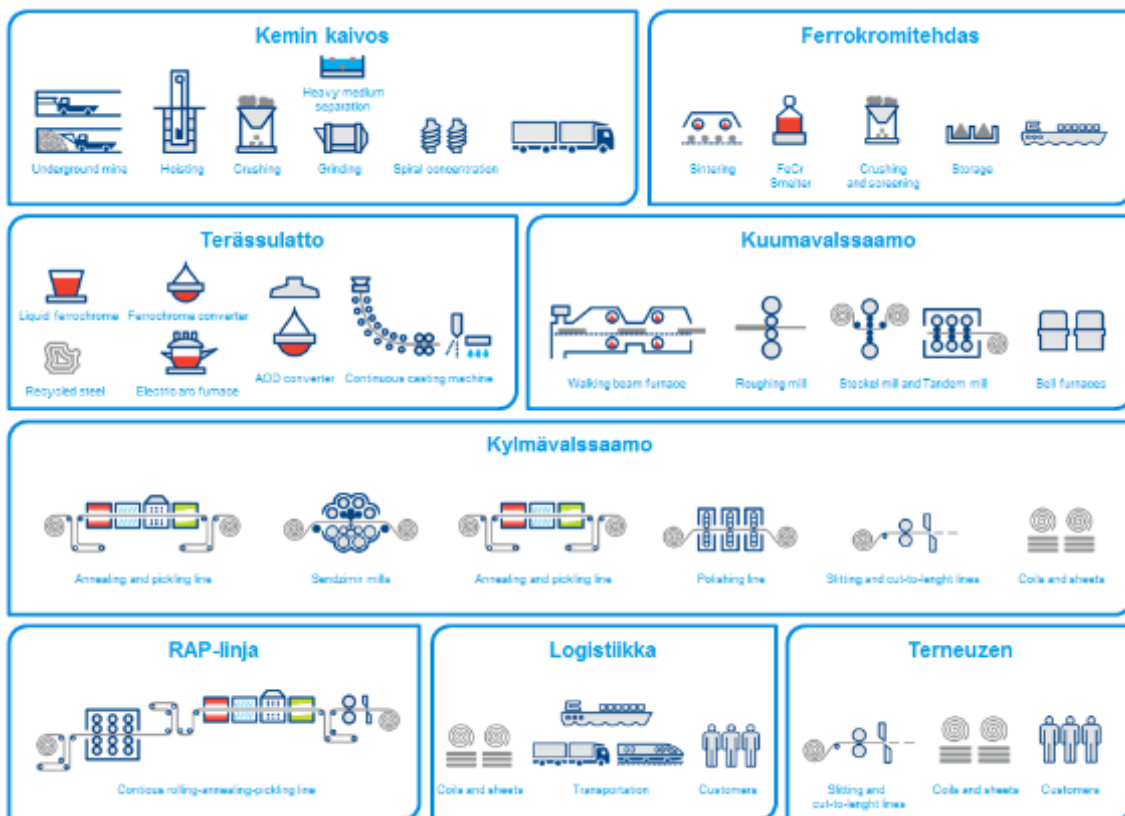 Kemin kaivos
Heavy medium
separation
Underground mine
Hoisting
Crushing
Grinding
Spiral concentration
Ferrokromitehdas
Sintering
FeCr
Smelter
Crushing
and screening
Storage
Terässulatto
Liquid ferrochrome
Ferrochrome converter
Recycled steel
Electric arc furnace
AOD converter
Continuous casting machine
Kuumavalssaamo
Walking beam furnace
Roughing mill
Steckel mill and Tandem mill
Bell furnaces
Kylmävalssaamo
Annealing and pickling line
Sendzimir mills
Annealing and pickling line
Polishing line
Slitting and cut-to-lenght lines
Coils and sheets
RAP-linja
Conticus rolling-annealing-pickling line
Logistiikka
Coils and sheets
Transportation
Customers
Terneuzen
Slitting and
cut-to-lenght lines
Coils and sheets
Customers